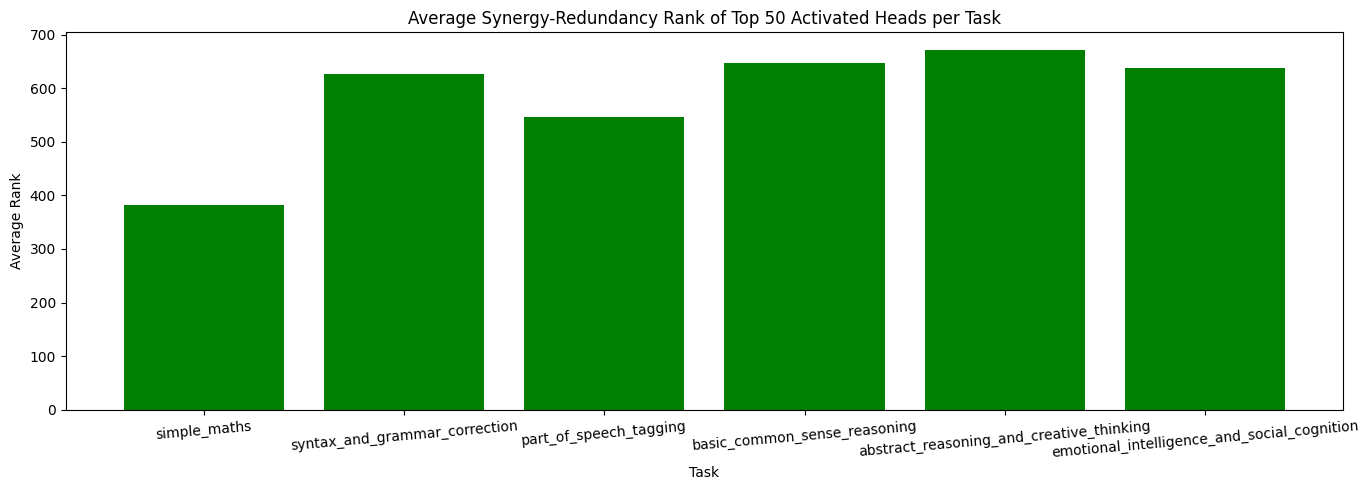 Average Synergy-Redundancy Rank of Top 50 Activated Heads per Task
Average Rank
700
600
500
400
300
200
100
0
simple_maths
syntax_and_grammar_correction
part_of_speech_tagging
basic_common_sense_reasoning
abstract_reasoning_and_creative_thinking
emotional_intelligence_and_social_cognition
Task